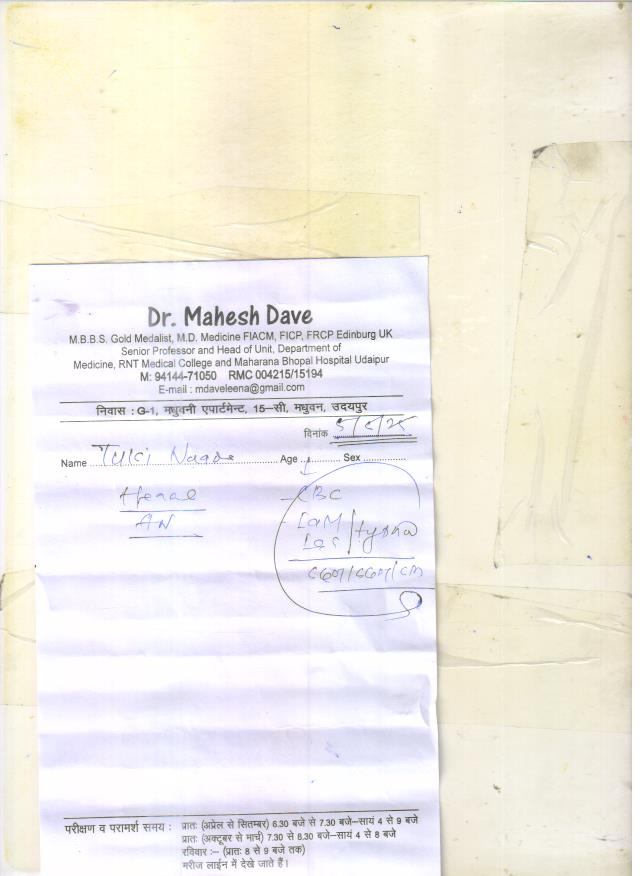 Dr. Mahesh Dave
M.B.B.S. Gold Medalist, M.D. Medicine FIACM, FICP, FRCP Edinburg UK
Senior Professor and Head of Unit, Department of
Medicine, RNT Medical College and Maharana Bhopal Hospital Udaipur
M: 94144-71050 RMC 004215/15194
E-mail : mdaveleena@gmail.com
निवास : G-1, मधुवनी एपार्टमेन्ट, 15-सी, मधुवन, उदयपुर
दिनांक
Name Tulci Age Sex
CBC
IgM
परीक्षण व परामर्श समय : प्रातः (अप्रेल से सितम्बर) 6.30 बजे से 7.30 बजे-सायं 4 से 9 बजे
प्रातः (अक्टूबर से मार्च) 7.30 से 8.30 बजे-सायं 4 से 8 बजे
रविवार :- (प्रातः 8 से 9 बजे तक)
मरीज लाईन में देखे जाते हैं।